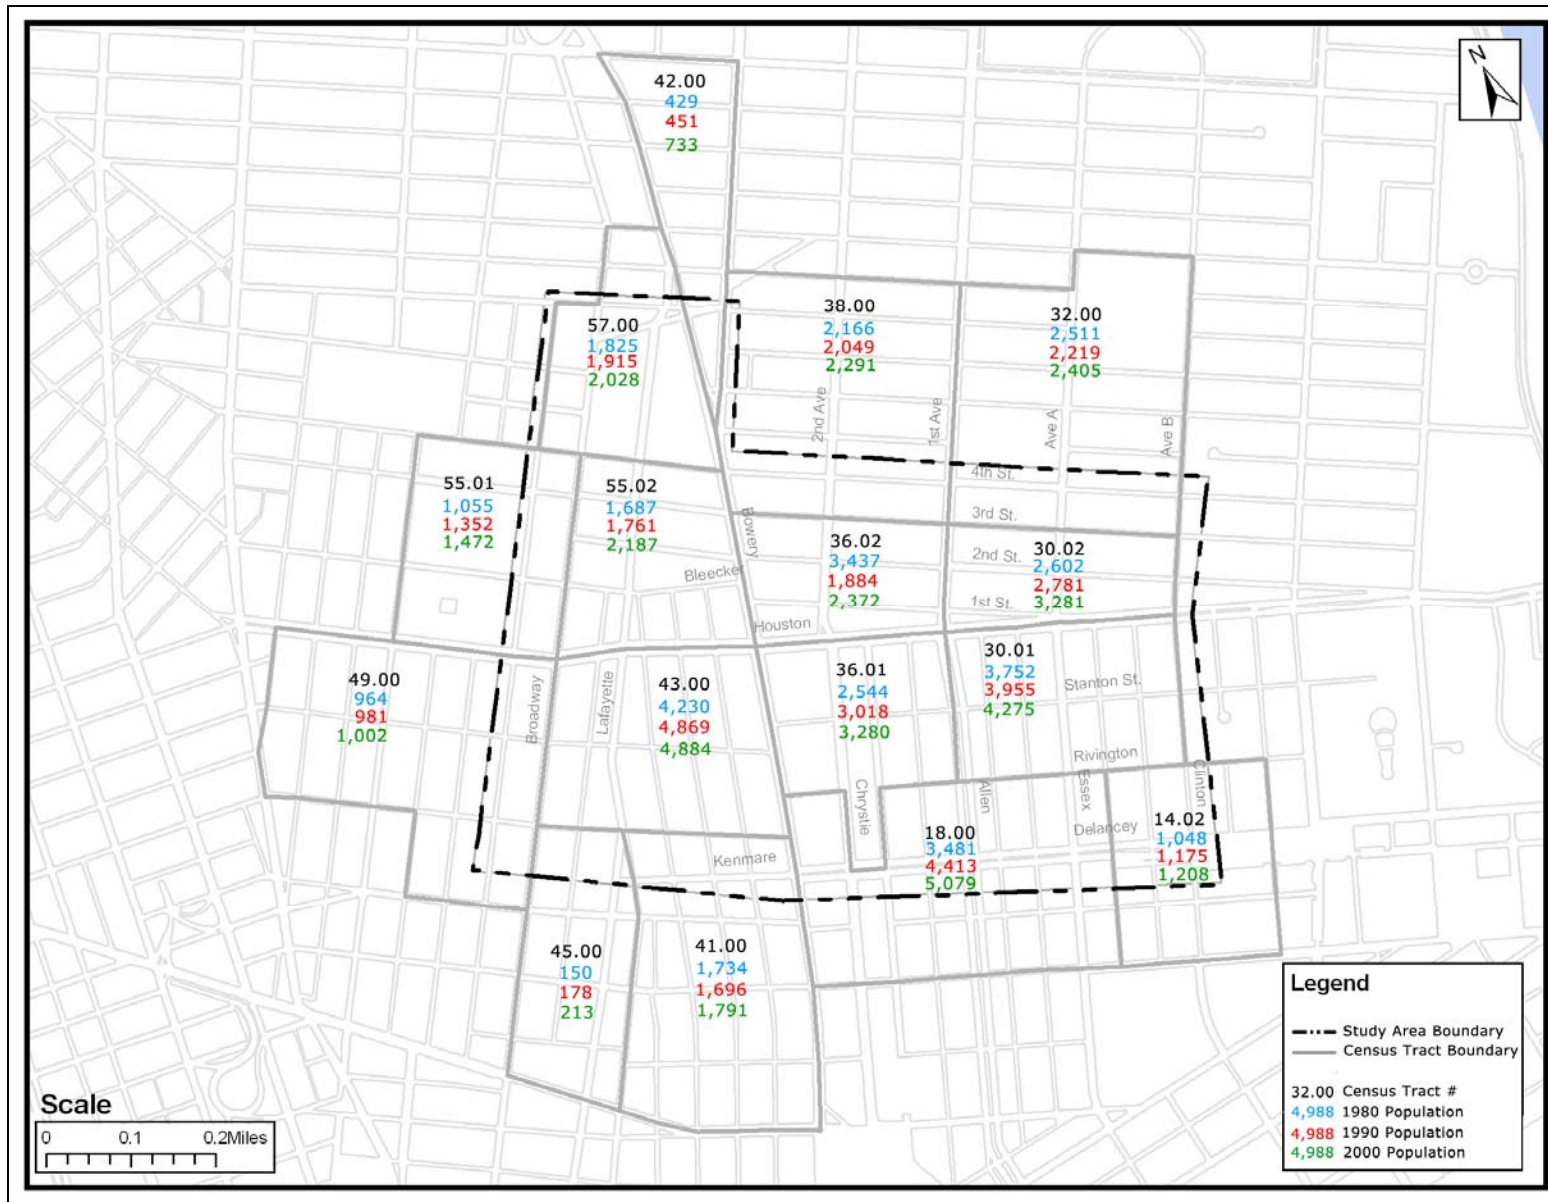 N
42.00
429
451
733
57.00
1,825
1,915
2,028
38.00
2,166
2,049
2,291
32.00
2,511
2,219
2,405
2nd Ave
1st Ave
Ave A
Ave B
4th St.
3rd St.
55.01
1,055
1,352
1,472
55.02
1,687
1,761
2,187
Bowery
Bleecker
36.02
3,437
1,884
2,372
2nd St.
1st St.
30.02
2,602
2,781
3,281
Houston
49.00
964
981
1,002
Broadway
Lafayette
43.00
4,230
4,869
4,884
36.01
2,544
3,018
3,280
30.01
3,752
3,955
4,275
Stanton St.
Rivington
Chrystie
Allen
Essex
Clinton
Delancey
Kenmare
18.00
3,481
4,413
5,079
14.02
1,048
1,175
1,208
45.00
150
178
213
41.00
1,734
1,696
1,791
Scale
0 0.1 0.2Miles
Legend
Study Area Boundary
Census Tract Boundary
32.00 Census Tract #
4,988 1980 Population
4,988 1990 Population
4,988 2000 Population